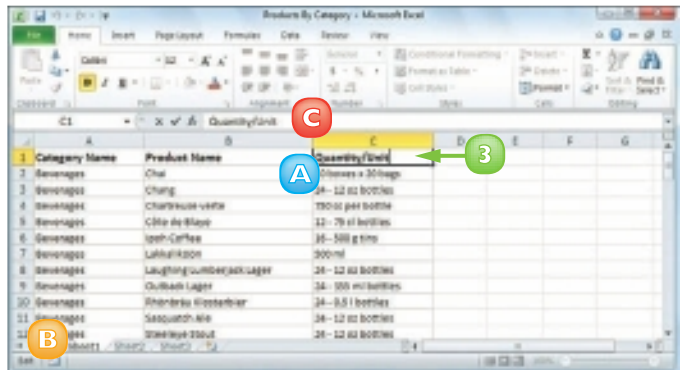 Products By Category - Microsoft Excel
File Home Insert Page Layout Formulas Data Review View
Calibri
Paste B I
Conditional Formatting
Format as Table
Cell Styles
Insert
Delete
Format
Sort & Filter Find & Select
Clipboard Font Alignment Number Styles Cells Editing
C1 Quantity/Unit C
A B C D E F G
1 Category Name Product Name Quantity/Unit 3
2 Beverages Chai 10 boxes x 20 bags
A
3 Beverages Chang 24 - 12 oz bottles
4 Beverages Chartreuse verte 750 cc per bottle
5 Beverages Côte de Blaye 12 - 75 cl bottles
6 Beverages Ipoh Coffee 16 - 500 g tins
7 Beverages Lakkalikööri 500 ml
8 Beverages Laughing Lumberjack Lager 24 - 12 oz bottles
9 Beverages Outback Lager 24 - 355 ml bottles
10 Beverages Rhönbräu Klosterbier 24 - 0.5 l bottles
11 Beverages Sasquatch Ale 24 - 12 oz bottles
12 Steeleye Stout 24 - 12 oz bottles
B
Sheet1 Sheet2 Sheet3
Edit 100%